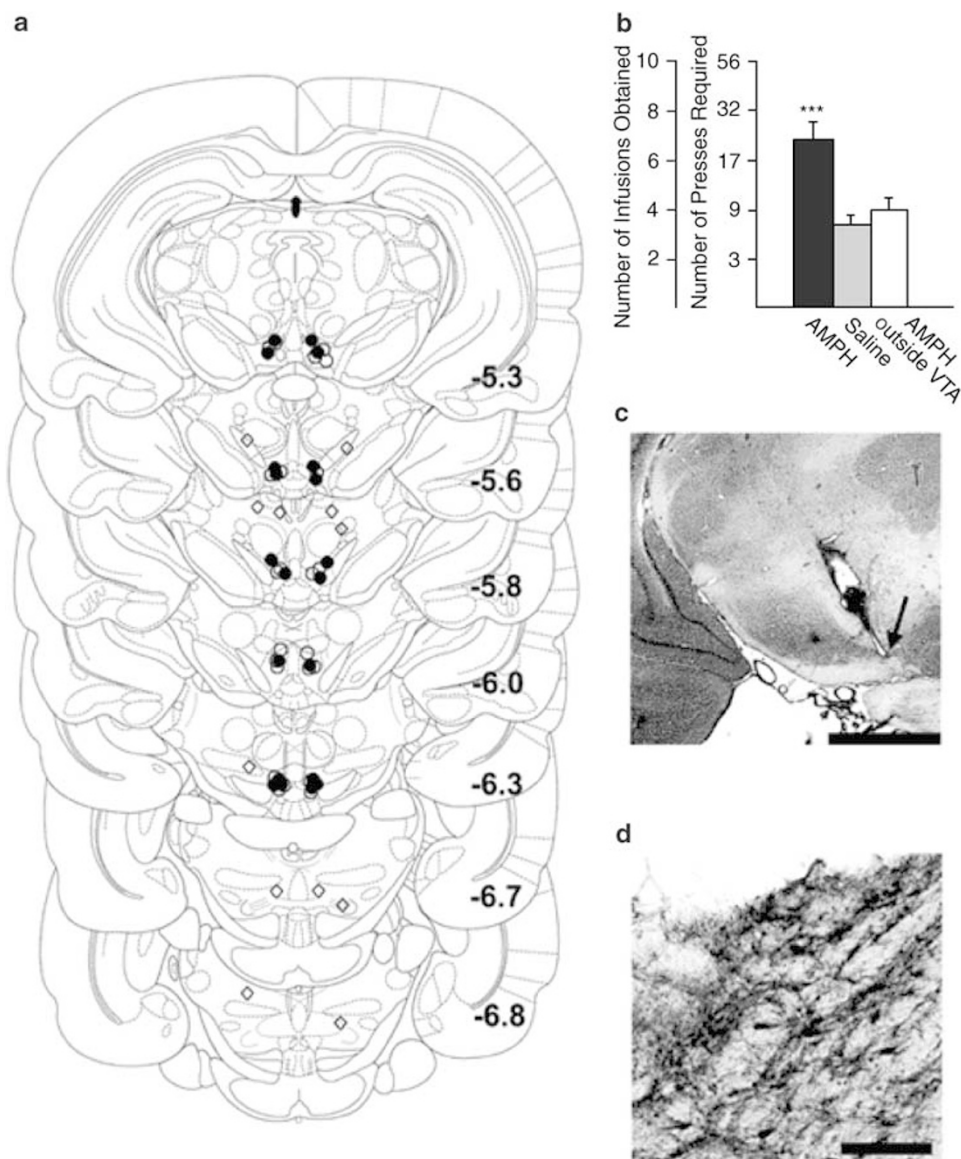 a
-5.3
-5.6
-5.8
-6.0
-6.3
-6.7
-6.8
b
Number of Infusions Obtained
10
8
6
4
2
Number of Presses Required
56
32
17
9
3
***
AMPH
Saline
AMPH
outside VTA
c
d